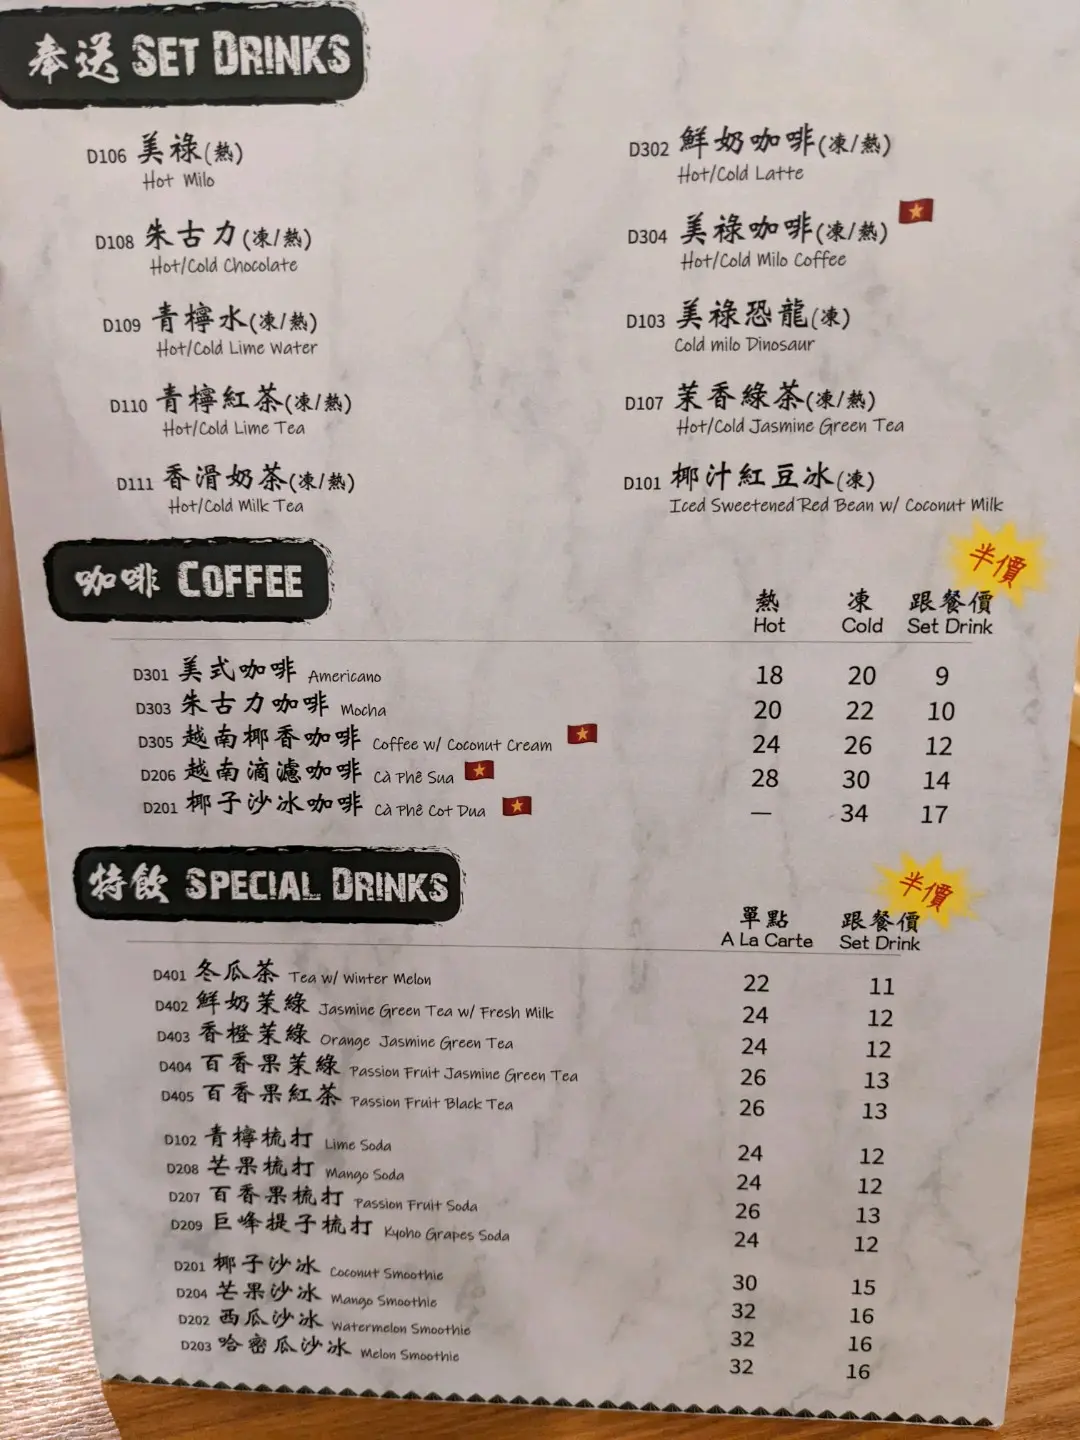 奉送 SET DRINKS
D106 美祿(熱)
Hot Milo
D108 朱古力(凍/熱)
Hot/Cold Chocolate
D109 青檸水(凍/熱)
Hot/Cold Lime Water
D110 青檸紅茶(凍/熱)
Hot/Cold Lime Tea
D111 香滑奶茶(凍/熱)
Hot/Cold Milk Tea
D302 鮮奶咖啡(凍/熱)
Hot/Cold Latte
D304 美祿咖啡(凍/熱)
Hot/Cold Milo Coffee
D103 美祿恐龍(凍)
Cold milo Dinosaur
D107 茉香綠茶(凍/熱)
Hot/Cold Jasmine Green Tea
D101 椰汁紅豆冰(凍)
Iced Sweetened Red Bean w/ Coconut Milk
咖啡 COFFEE
半價
熱 凍 跟餐價
Hot Cold Set Drink
D301 美式咖啡 Americano 18 20 9
D303 朱古力咖啡 Mocha 20 22 10
D305 越南椰香咖啡 Coffee w/ Coconut Cream 24 26 12
D206 越南滴濾咖啡 Cà Phê Sua 28 30 14
D201 椰子沙冰咖啡 Cà Phê Cot Dua — 34 17
特飲 SPECIAL DRINKS
半價
單點 跟餐價
A La Carte Set Drink
D401 冬瓜茶 Tea w/ Winter Melon 22 11
D402 鮮奶茉綠 Jasmine Green Tea w/ Fresh Milk 24 12
D403 香橙茉綠 Orange Jasmine Green Tea 24 12
D404 百香果茉綠 Passion Fruit Jasmine Green Tea 26 13
D405 百香果紅茶 Passion Fruit Black Tea 26 13
D102 青檸梳打 Lime Soda 24 12
D208 芒果梳打 Mango Soda 24 12
D207 百香果梳打 Passion Fruit Soda 26 13
D209 巨峰提子梳打 Kyoho Grapes Soda 24 12
D201 椰子沙冰 Coconut Smoothie 30 15
D204 芒果沙冰 Mango Smoothie 32 16
D202 西瓜沙冰 Watermelon Smoothie 32 16
D203 哈密瓜沙冰 Melon Smoothie 32 16